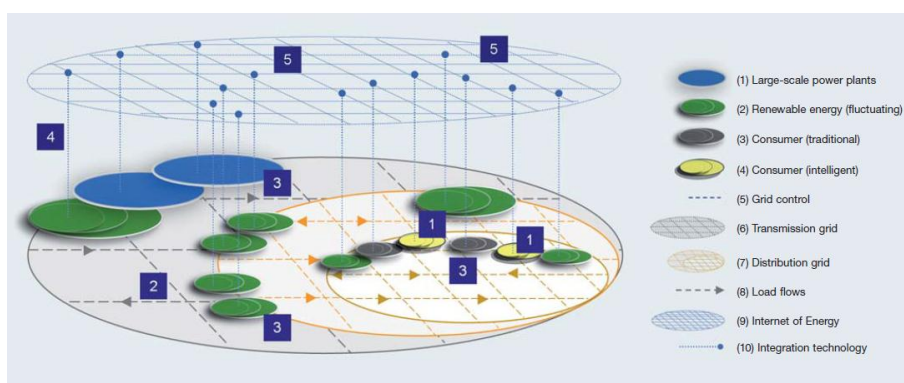 5
5
4
3
1
1
3
2
3
(1) Large-scale power plants
(2) Renewable energy (fluctuating)
(3) Consumer (traditional)
(4) Consumer (intelligent)
(5) Grid control
(6) Transmission grid
(7) Distribution grid
(8) Load flows
(9) Internet of Energy
(10) Integration technology